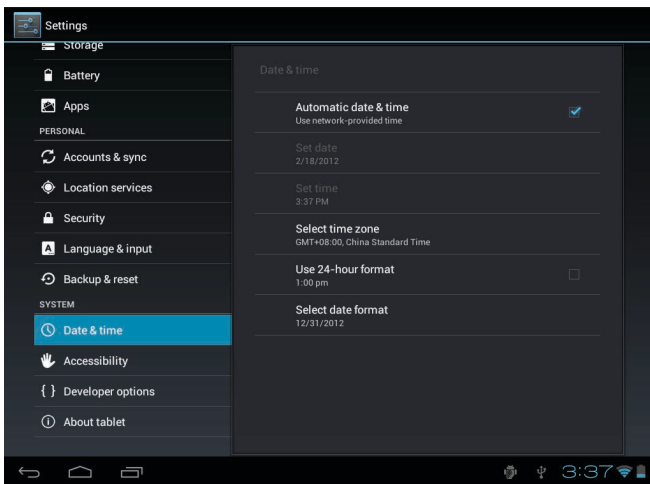 Settings
Storage
Battery
Apps
PERSONAL
Accounts & sync
Location services
Security
Language & input
Backup & reset
SYSTEM
Date & time
Accessibility
{ } Developer options
About tablet
Date & time
Automatic date & time
Use network-provided time
Set date
2/18/2012
Set time
3:37 PM
Select time zone
GMT+08:00, China Standard Time
Use 24-hour format
1:00 pm
Select date format
12/31/2012
3:37